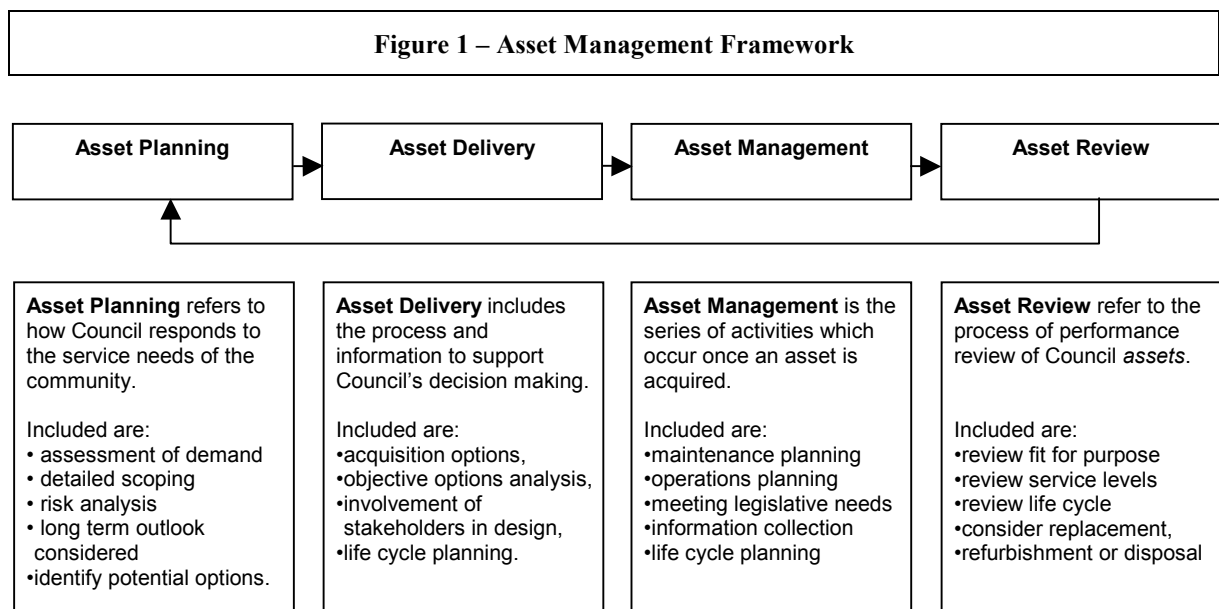 Figure 1 – Asset Management Framework
Asset Planning
Asset Delivery
Asset Management
Asset Review
Asset Planning refers to
how Council responds to
the service needs of the
community.
Included are:
• assessment of demand
• detailed scoping
• risk analysis
• long term outlook
considered
•identify potential options.
Asset Delivery includes
the process and
information to support
Council's decision making.
Included are:
•acquisition options,
•objective options analysis,
•involvement of
stakeholders in design,
•life cycle planning.
Asset Management is the
series of activities which
occur once an asset is
acquired.
Included are:
•maintenance planning
•operations planning
•meeting legislative needs
•information collection
•life cycle planning
Asset Review refer to the
process of performance
review of Council assets.
Included are:
•review fit for purpose
•review service levels
•review life cycle
•consider replacement,
•refurbishment or disposal